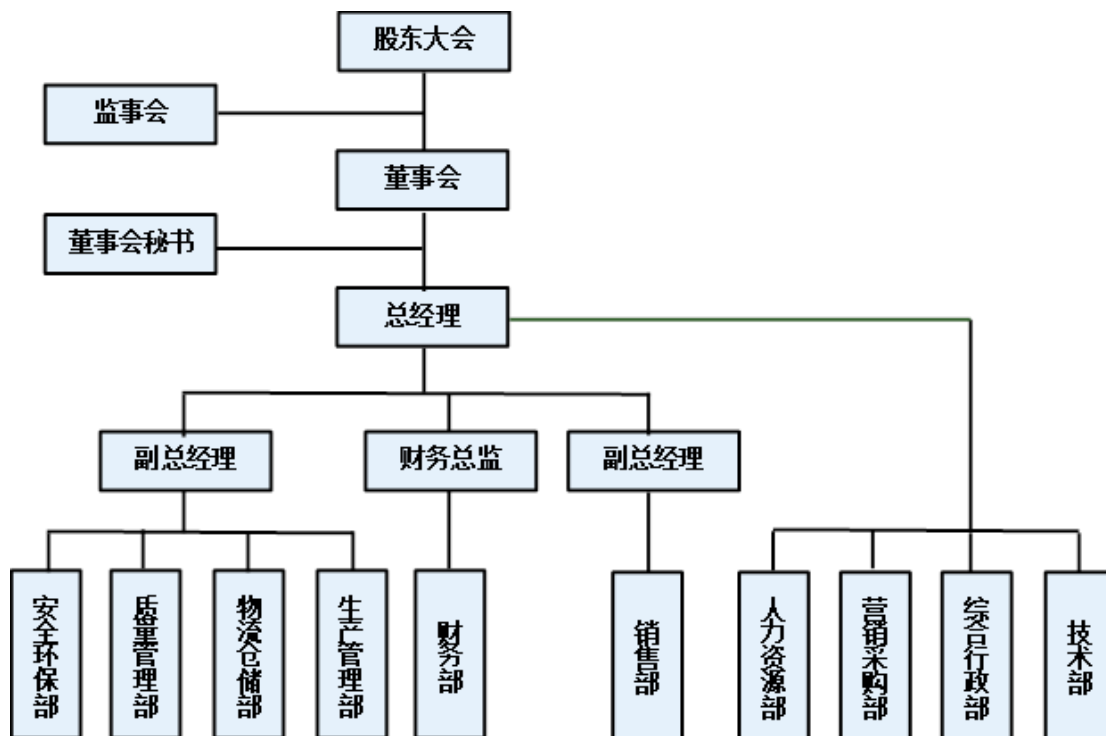 股东大会
监事会
董事会
董事会秘书
总经理
副总经理
财务总监
副总经理
安全环保部
质量管理部
物流仓储部
生产管理部
财务部
销售部
人力资源部
营销采购部
综合行政部
技术部